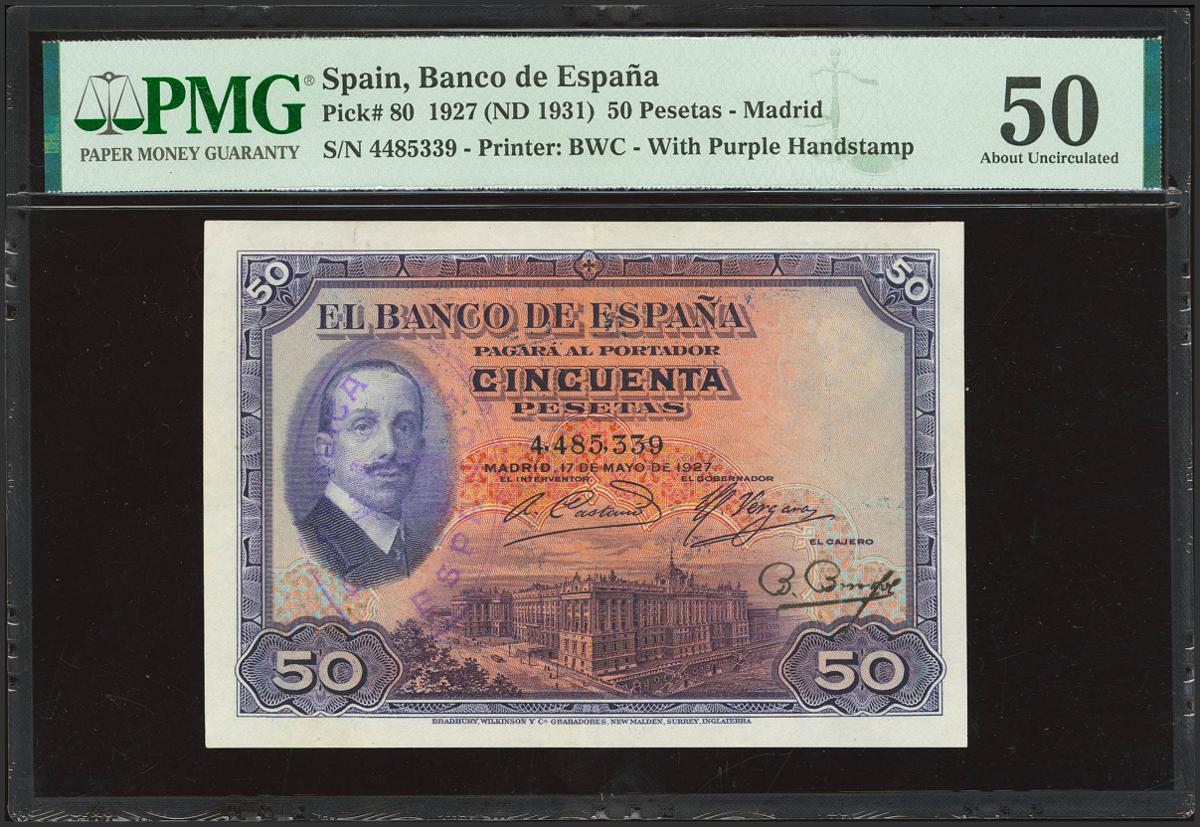 PMG®
PAPER MONEY GUARANTY
Spain, Banco de España
Pick# 80 1927 (ND 1931) 50 Pesetas - Madrid
S/N 4485339 - Printer: BWC - With Purple Handstamp
50
About Uncirculated
50
50
EL BANCO DE ESPAÑA
PAGARÁ AL PORTADOR
CINCUENTA
PESETAS
4,485,339
MADRID, 17 DE MAYO DE 1927.
EL INTERVENTOR
EL GOBERNADOR
A. Castaño
Vergara
EL CAJERO
50
50
BRADBURY, WILKINSON Y Cª GRABADORES, NEW MALDEN, SURREY, INGLATERRA